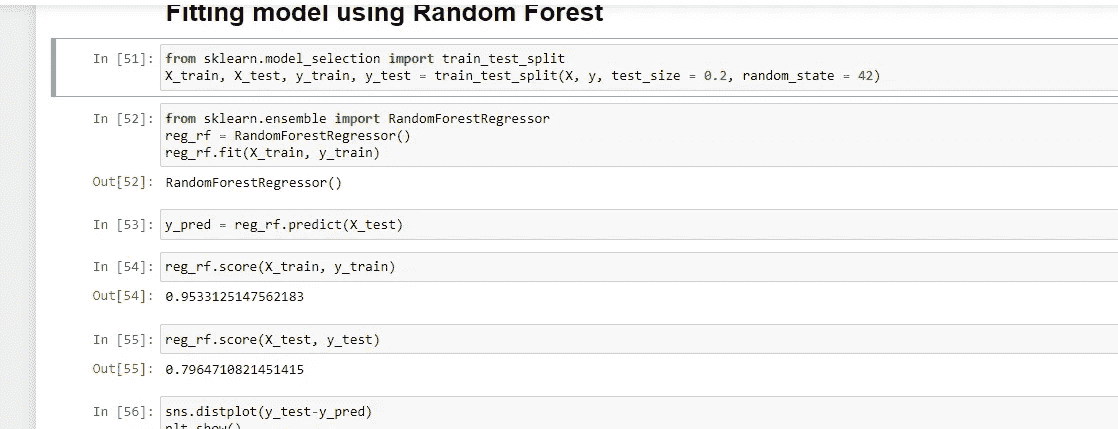 Fitting model using Random Forest
In [51]: from sklearn.model_selection import train_test_split
X_train, X_test, y_train, y_test = train_test_split(X, y, test_size = 0.2, random_state = 42)
In [52]: from sklearn.ensemble import RandomForestRegressor
reg_rf = RandomForestRegressor()
reg_rf.fit(X_train, y_train)
Out[52]: RandomForestRegressor()
In [53]: y_pred = reg_rf.predict(X_test)
In [54]: reg_rf.score(X_train, y_train)
Out[54]: 0.9533125147562183
In [55]: reg_rf.score(X_test, y_test)
Out[55]: 0.7964710821451415
In [56]: sns.distplot(y_test-y_pred)
plt.show()